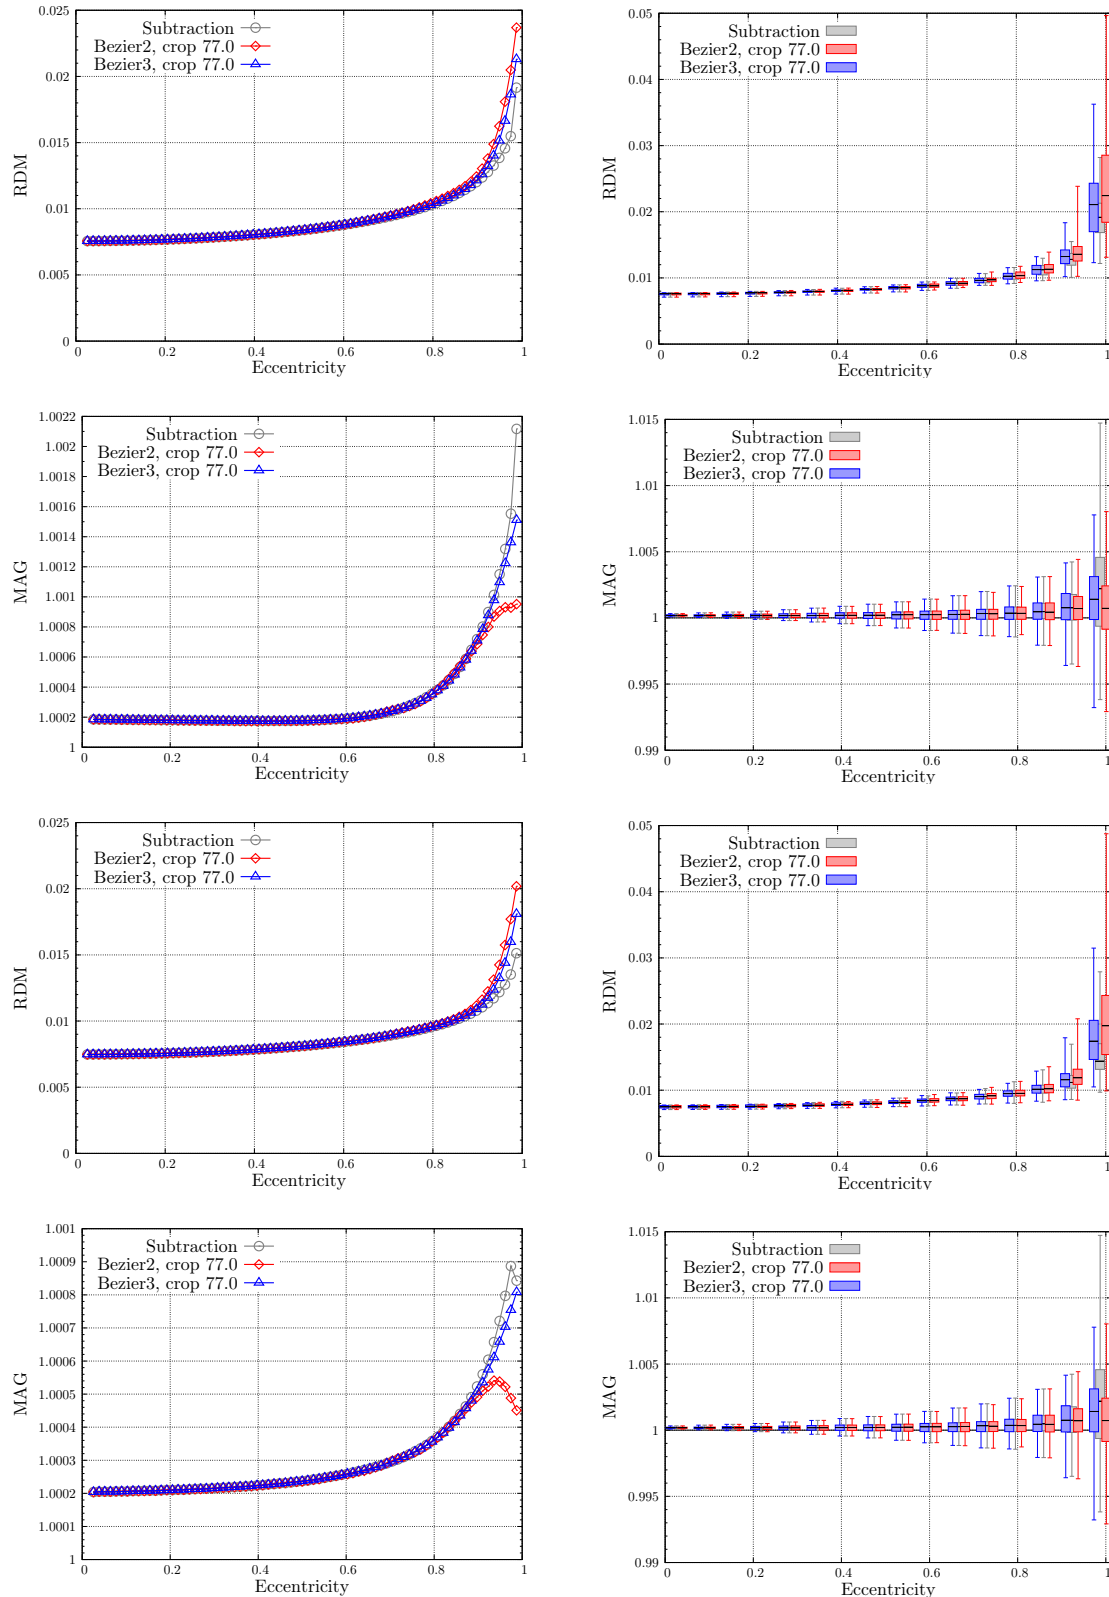 0.025
0.02
0.015
0.01
0.005
0
RDM
Subtraction
Bezier2, crop 77.0
Bezier3, crop 77.0
0.2
0.4
0.6
0.8
1
Eccentricity
0.05
0.04
0.03
0.02
0.01
0
RDM
Subtraction
Bezier2, crop 77.0
Bezier3, crop 77.0
0
0.2
0.4
0.6
0.8
1
Eccentricity
1.0022
1.002
1.0018
1.0016
1.0014
1.0012
1.001
1.0008
1.0006
1.0004
1.0002
1
MAG
Subtraction
Bezier2, crop 77.0
Bezier3, crop 77.0
0
0.2
0.4
0.6
0.8
1
Eccentricity
1.015
1.01
1.005
1
0.995
0.99
MAG
Subtraction
Bezier2, crop 77.0
Bezier3, crop 77.0
0
0.2
0.4
0.6
0.8
1
Eccentricity
0.025
0.02
0.015
0.01
0.005
0
RDM
Subtraction
Bezier2, crop 77.0
Bezier3, crop 77.0
0
0.2
0.4
0.6
0.8
1
Eccentricity
0.05
0.04
0.03
0.02
0.01
0
RDM
Subtraction
Bezier2, crop 77.0
Bezier3, crop 77.0
0
0.2
0.4
0.6
0.8
1
Eccentricity
1.001
1.0009
1.0008
1.0007
1.0006
1.0005
1.0004
1.0003
1.0002
1.0001
1
MAG
Subtraction
Bezier2, crop 77.0
Bezier3, crop 77.0
0
0.2
0.4
0.6
0.8
1
Eccentricity
1.015
1.01
1.005
1
0.995
0.99
MAG
Subtraction
Bezier2, crop 77.0
Bezier3, crop 77.0
0
0.2
0.4
0.6
0.8
1
Eccentricity